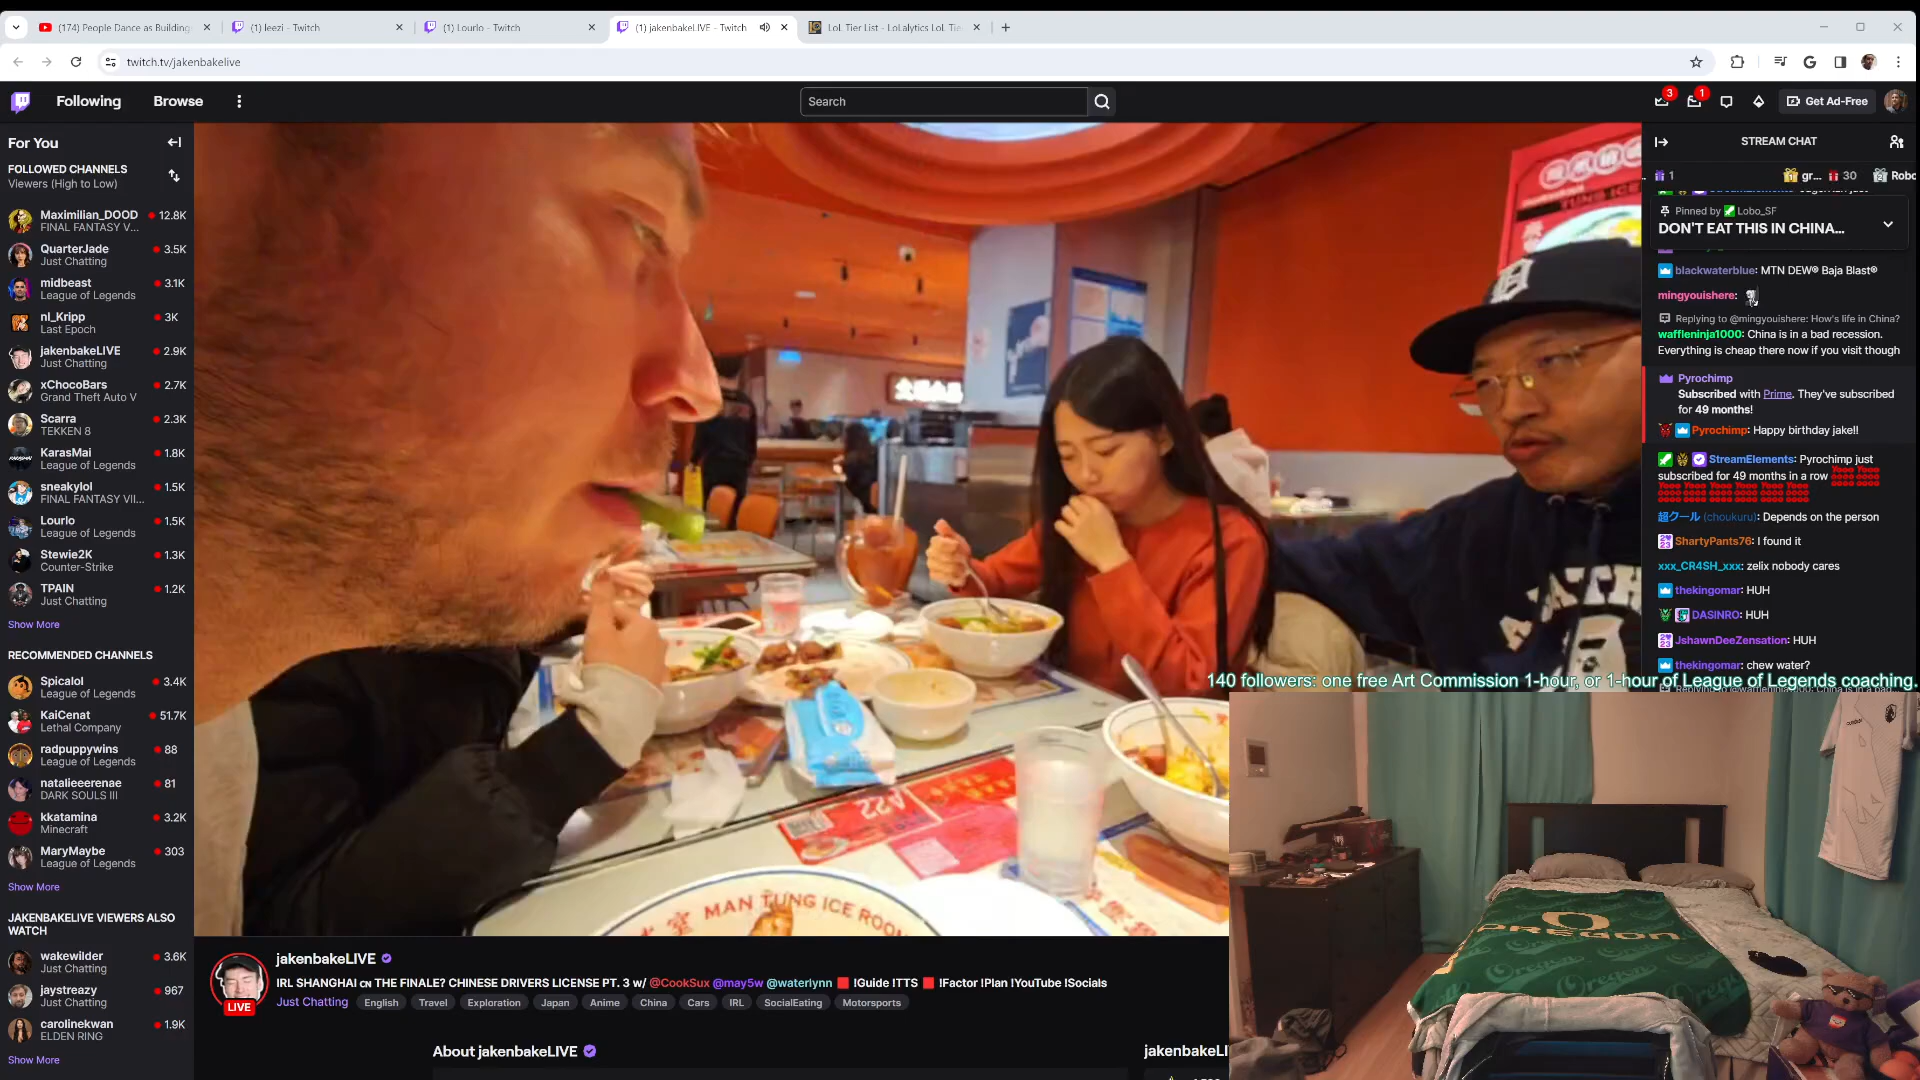 (174) People Dance as Building
(1) leezi - Twitch
(1) Lourlo - Twitch
(1) jakenbakeLIVE - Twitch
LoL Tier List - LoLalytics LoL Tie
twitch.tv/jakenbakelive
Following
Browse
Search
3
1
Get Ad-Free
For You
FOLLOWED CHANNELS
Viewers (High to Low)
Maximilian_DOOD
12.8K
FINAL FANTASY V...
QuarterJade
3.5K
Just Chatting
midbeast
3.1K
League of Legends
nl_Kripp
3K
Last Epoch
jakenbakeLIVE
2.9K
Just Chatting
xChocoBars
2.7K
Grand Theft Auto V
Scarra
2.3K
TEKKEN 8
KarasMai
1.8K
League of Legends
sneakylol
1.5K
FINAL FANTASY VII...
Lourlo
1.5K
League of Legends
Stewie2K
1.3K
Counter-Strike
TPAIN
1.2K
Just Chatting
Show More
RECOMMENDED CHANNELS
Spicalol
3.4K
League of Legends
KaiCenat
51.7K
Lethal Company
radpuppywins
88
League of Legends
natalieeerenae
81
DARK SOULS III
kkatamina
3.2K
Minecraft
MaryMaybe
303
League of Legends
Show More
JAKENBAKELIVE VIEWERS ALSO
WATCH
wakewilder
3.6K
Just Chatting
jaystreazy
967
Just Chatting
carolinekwan
1.9K
ELDEN RING
Show More
TUNG ICE
A22
MAN TUNG ICE ROOM
STREAM CHAT
1
gr...
30
Robo
Pinned by Lobo_SF
DON'T EAT THIS IN CHINA...
blackwaterblue: MTN DEW® Baja Blast®
mingyouishere:
Replying to @mingyouishere: How's life in China?
waffleninja1000: China is in a bad recession.
Everything is cheap there now if you visit though
Pyrochimp
Subscribed with Prime. They've subscribed
for 49 months!
Pyrochimp: Happy birthday jake!!
StreamElements: Pyrochimp just
subscribed for 49 months in a row
超クール (choukuru): Depends on the person
ShartyPants76: I found it
xxx_CR4SH_xxx: zelix nobody cares
thekingomar: HUH
DASINRO: HUH
JshawnDeeZensation: HUH
thekingomar: chew water?
140 followers: one free Art Commission 1-hour, or 1-hour of League of Legends coaching.
O
OREGON
jakenbakeLIVE
LIVE
IRL SHANGHAI CN THE FINALE? CHINESE DRIVERS LICENSE PT. 3 w/ @CookSux @may5w @waterlynn !Guide !TTS !Factor !Plan !YouTube !Socials
Just Chatting
English
Travel
Exploration
Japan
Anime
China
Cars
IRL
SocialEating
Motorsports
About jakenbakeLIVE
jakenbakeLI